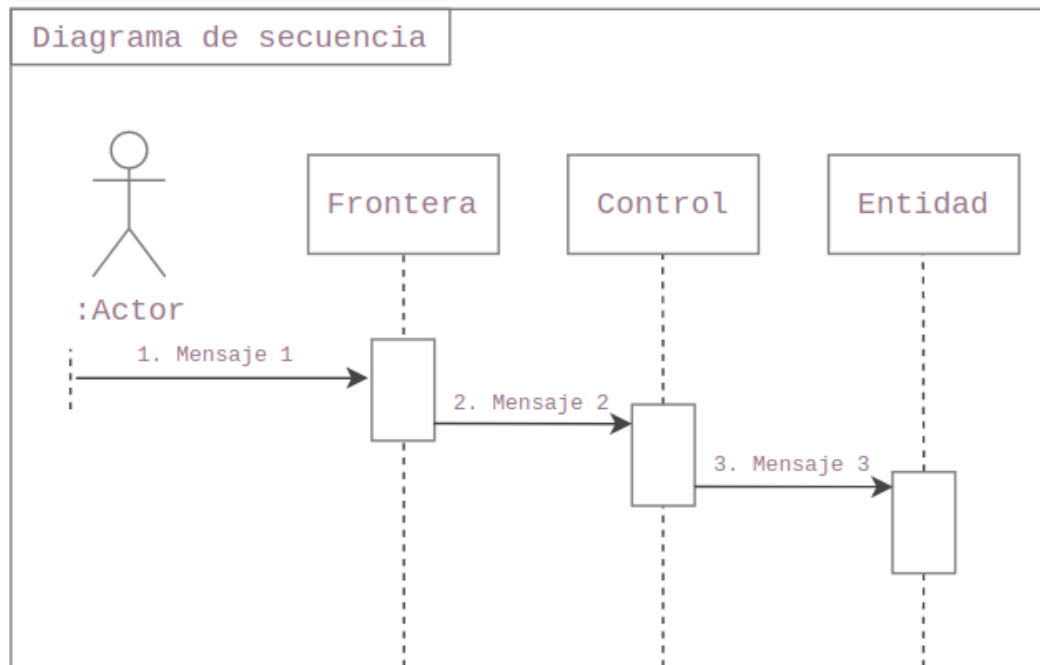 Diagrama de secuencia
Frontera
Control
Entidad
:Actor
1. Mensaje 1
2. Mensaje 2
3. Mensaje 3